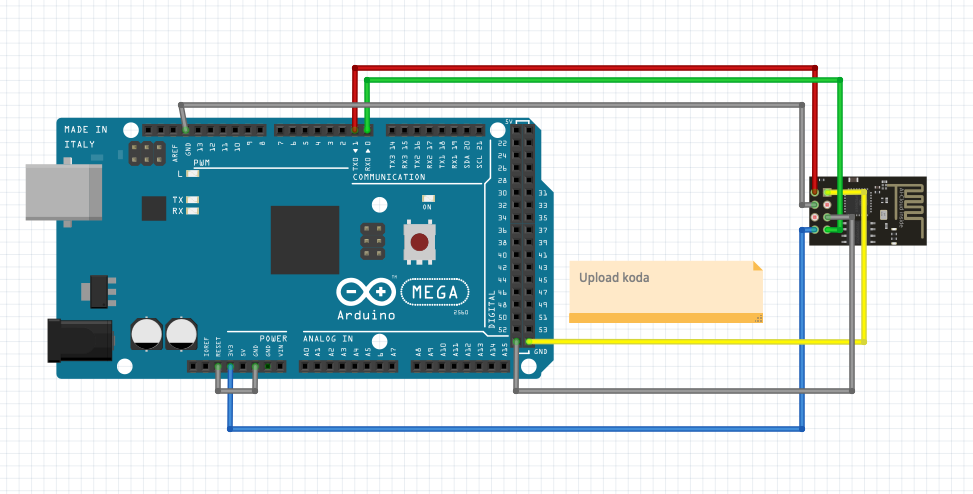 MADE IN
ITALY
AREF
GND
13
12
11
10
9
8
7
6
5
4
3
2
TX0 ◄ 1
RX0 ► 0
TX3 14
RX3 15
TX2 16
RX2 17
TX1 18
RX1 19
SDA 20
SCL 21
PWM
COMMUNICATION
L
TX
RX
ON
5V
22
24
26
28
30
32
34
36
38
40
42
44
46
48
50
52
31
33
35
37
39
41
43
45
47
49
51
53
DIGITAL
GND
MEGA
TM
2560
Arduino
Upload koda
POWER
ANALOG IN
IOREF
RESET
3V3
5V
GND
GND
VIN
A0
A1
A2
A3
A4
A5
6
A7
A8
A9
A10
A11
A12
A13
A14
A15